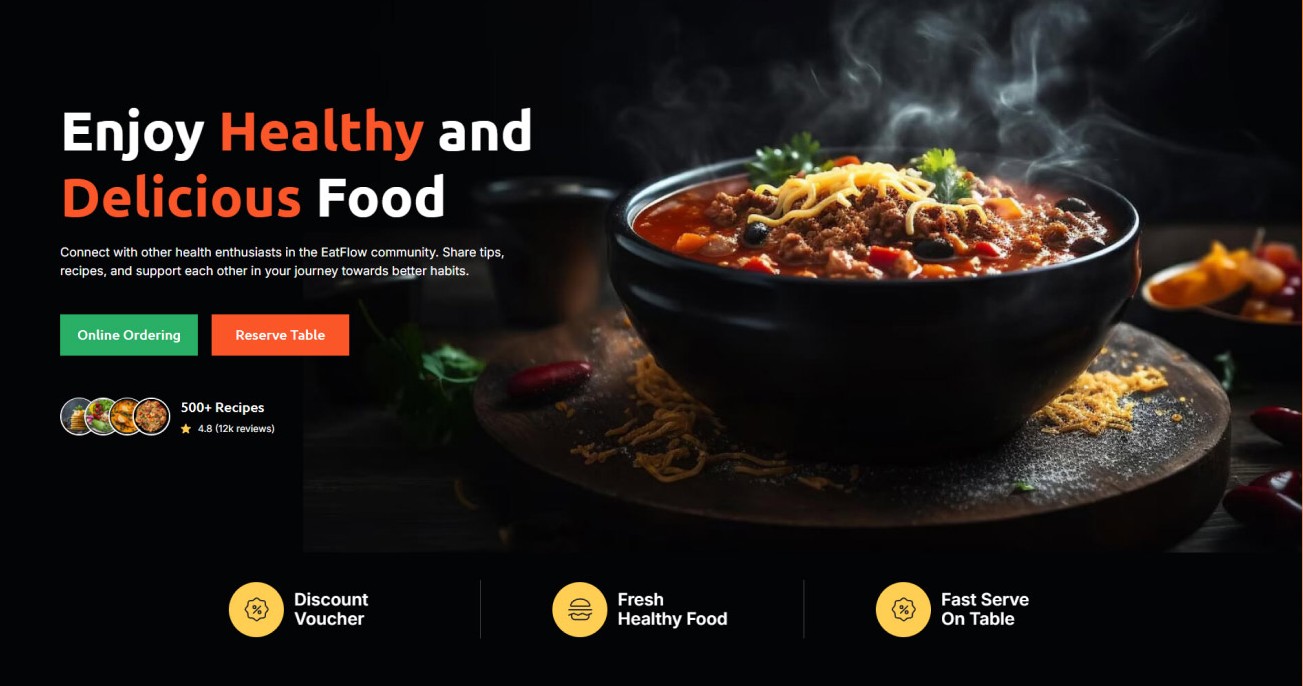 Enjoy Healthy and
Delicious Food
Connect with other health enthusiasts in the EatFlow community. Share tips,
recipes, and support each other in your journey towards better habits.
Online Ordering
Reserve Table
500+ Recipes
4.8 (12k reviews)
Discount
Voucher
Fresh
Healthy Food
Fast Serve
On Table